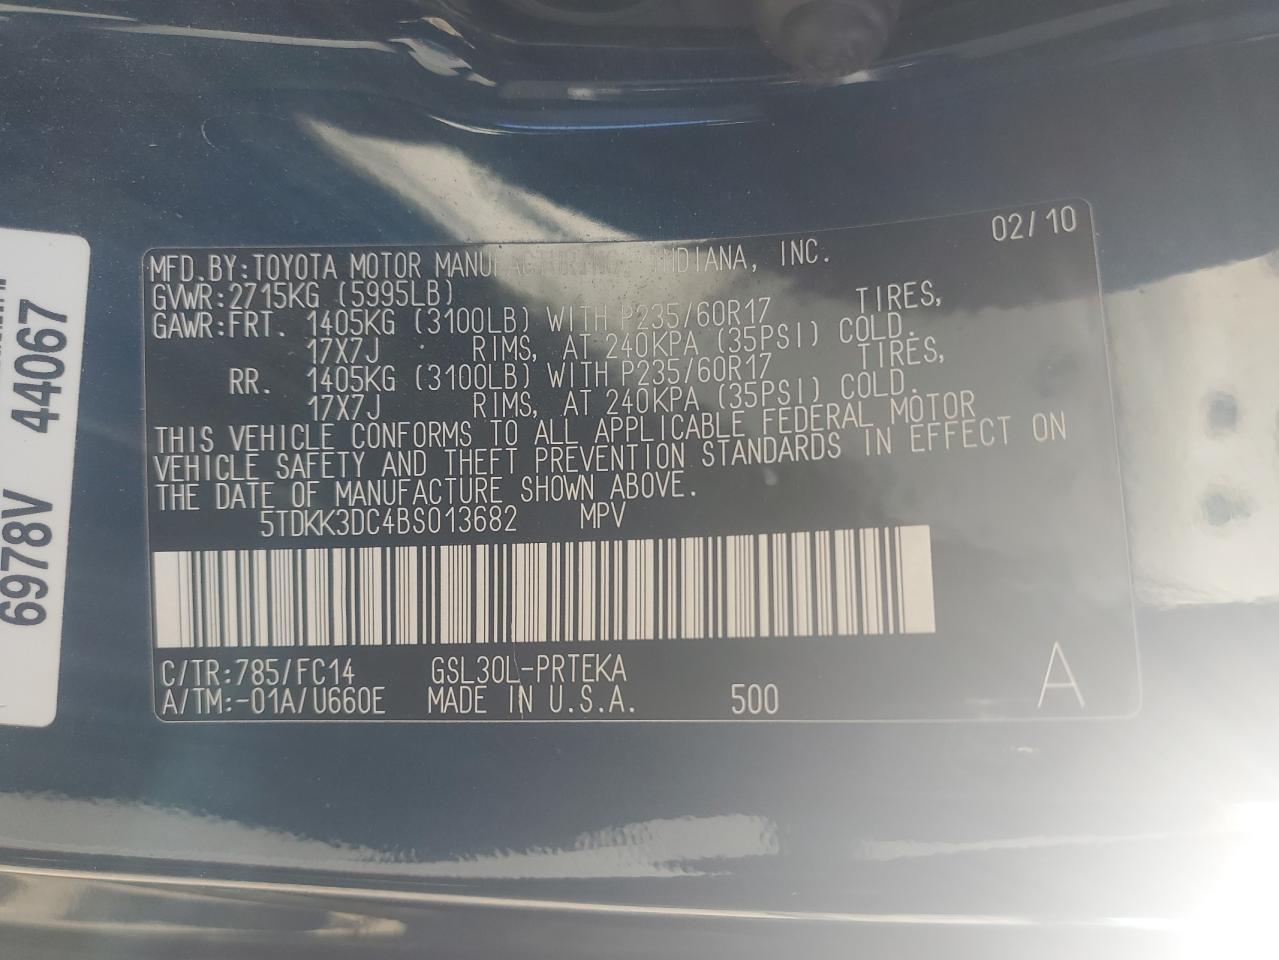 02/10
MFD.BY:TOYOTA MOTOR MANUFACTURING, INDIANA, INC.
GVWR:2715KG (5995LB)
GAWR:FRT. 1405KG (3100LB) WITH P235/60R17 TIRES,
17X7J RIMS, AT 240KPA (35PSI) COLD.
RR. 1405KG (3100LB) WITH P235/60R17 TIRES,
17X7J RIMS, AT 240KPA (35PSI) COLD.
THIS VEHICLE CONFORMS TO ALL APPLICABLE FEDERAL MOTOR
VEHICLE SAFETY AND THEFT PREVENTION STANDARDS IN EFFECT ON
THE DATE OF MANUFACTURE SHOWN ABOVE.
5TDKK3DC4BS013682 MPV
C/TR:785/FC14 GSL30L-PRTEKA
A/TM:-01A/U660E MADE IN U.S.A. 500
A
6978V 44067